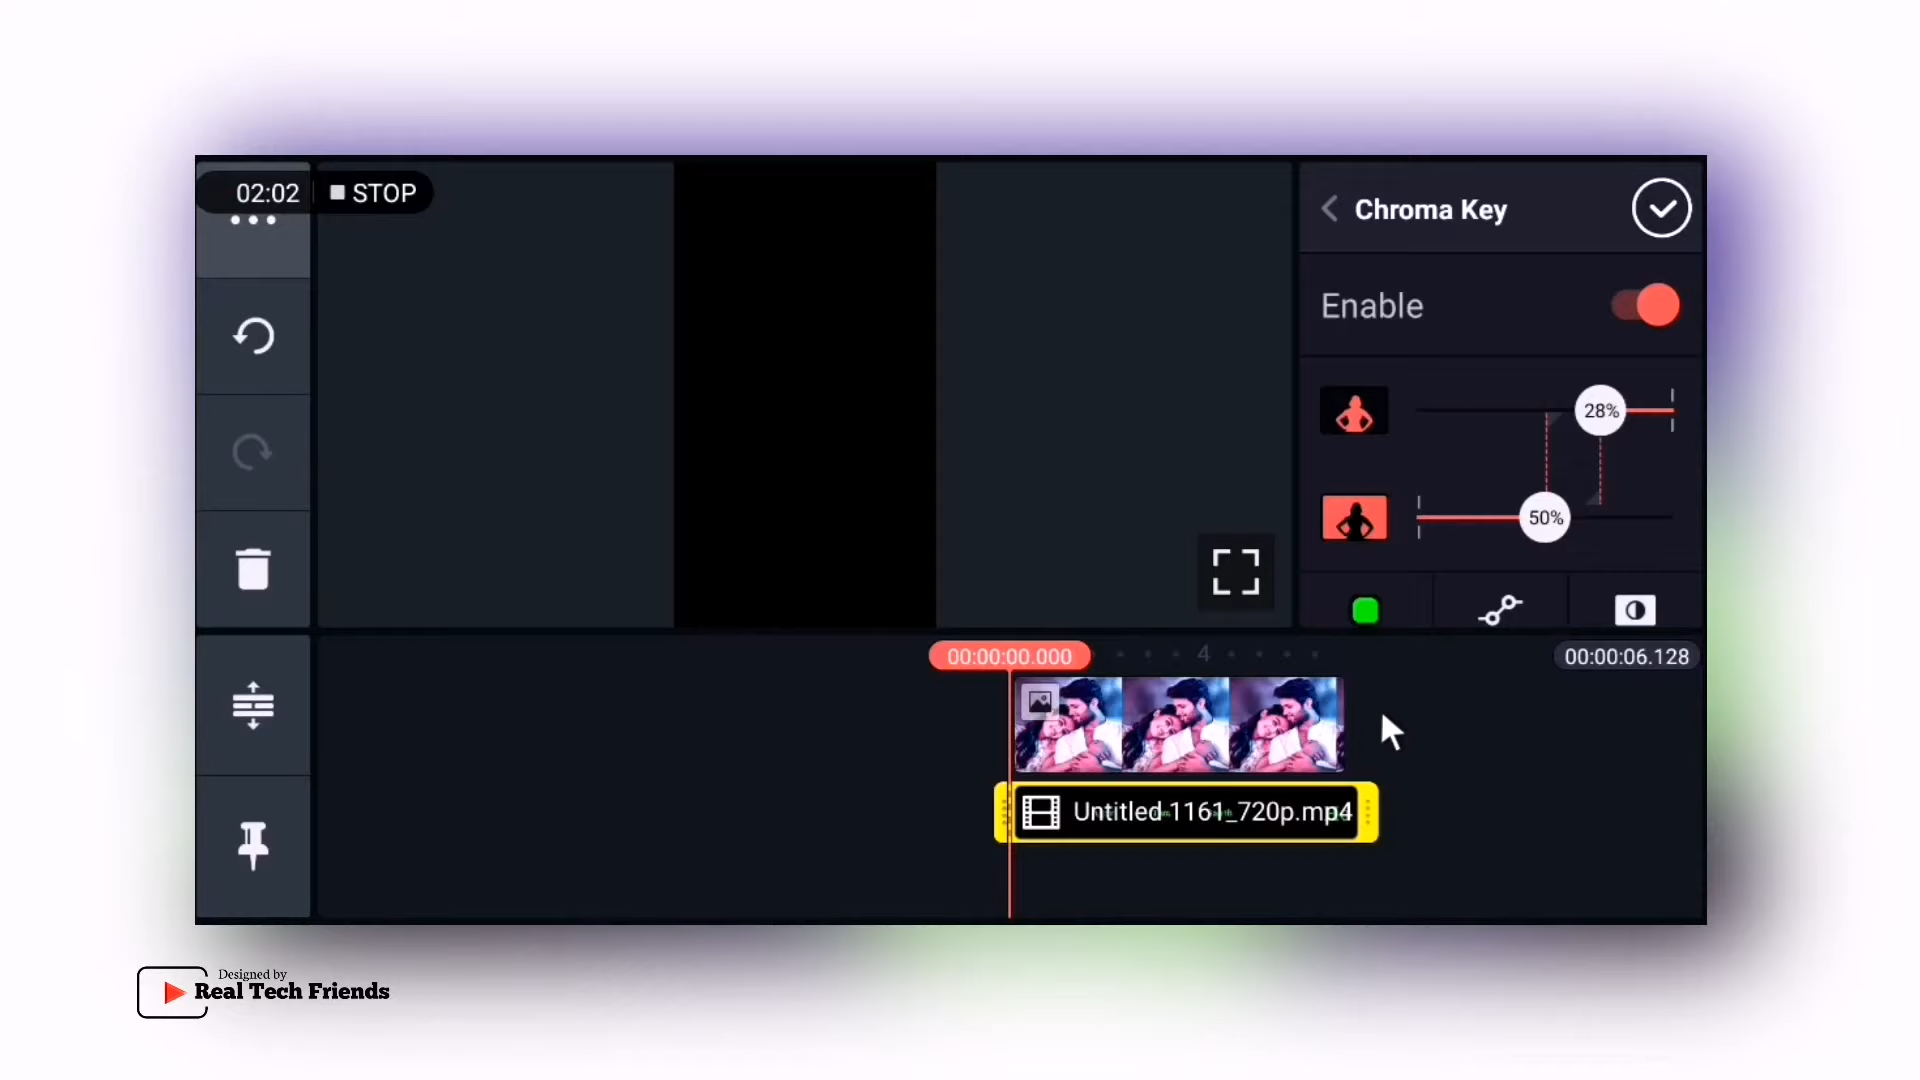 02:02 STOP
Chroma Key
Enable
28%
50%
00:00:00.000
4
00:00:06.128
Untitled 1161_720p.mp4
Designed by
Real Tech Friends